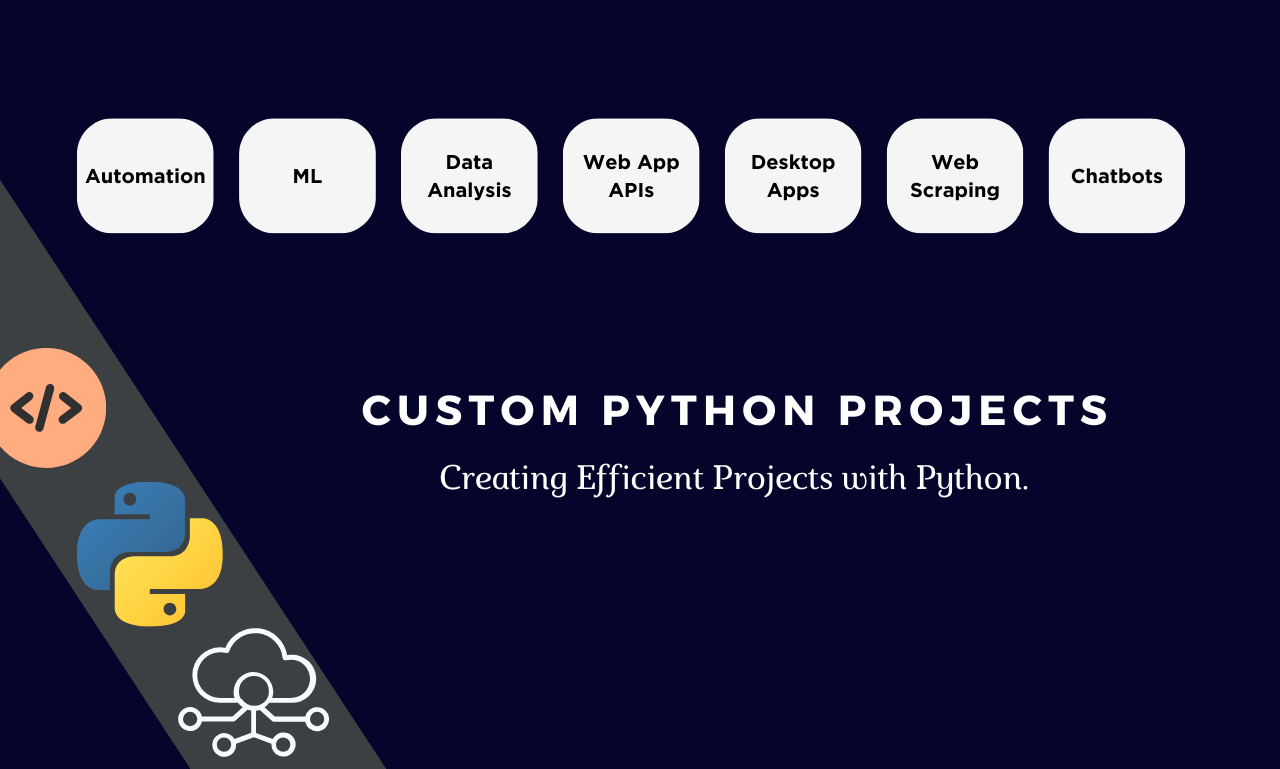 Automation
ML
Data
Analysis
Web App
APIs
Desktop
Apps
Web
Scraping
Chatbots
</>
CUSTOM PYTHON PROJECTS
Creating Efficient Projects with Python.